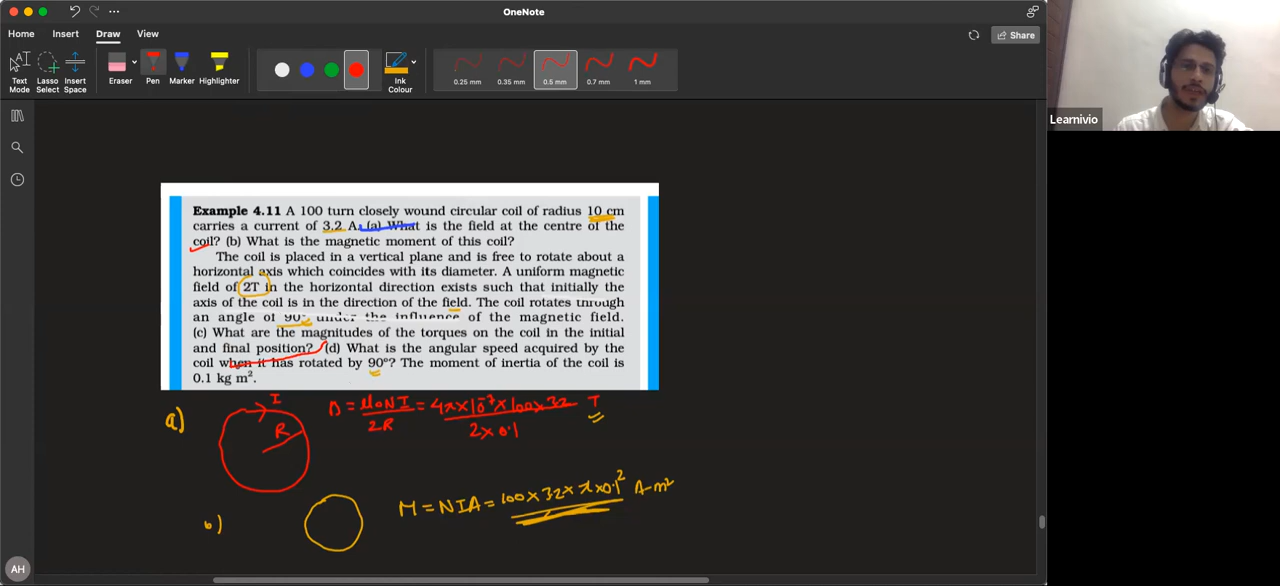 OneNote
Home Insert Draw View
Share
Text Mode
Lasso Select
Insert Space
Eraser
Pen
Marker
Highlighter
Ink Colour
0.25 mm
0.35 mm
0.5 mm
0.7 mm
1 mm
Learnivio
Example 4.11 A 100 turn closely wound circular coil of radius 10 cm
carries a current of 3.2 A. (a) What is the field at the centre of the
coil? (b) What is the magnetic moment of this coil?
The coil is placed in a vertical plane and is free to rotate about a
horizontal axis which coincides with its diameter. A uniform magnetic
field of 2T in the horizontal direction exists such that initially the
axis of the coil is in the direction of the field. The coil rotates through
an angle of 90° under the influence of the magnetic field.
(c) What are the magnitudes of the torques on the coil in the initial
and final position? (d) What is the angular speed acquired by the
coil when it has rotated by 90°? The moment of inertia of the coil is
0.1 kg m².
a)
I
R
B = μ₀NI / 2R = 4π×10⁻⁷×100×32 / 2×0.1 T
b)
M = NIA = 100×32×π×0.1² A-m²
AH